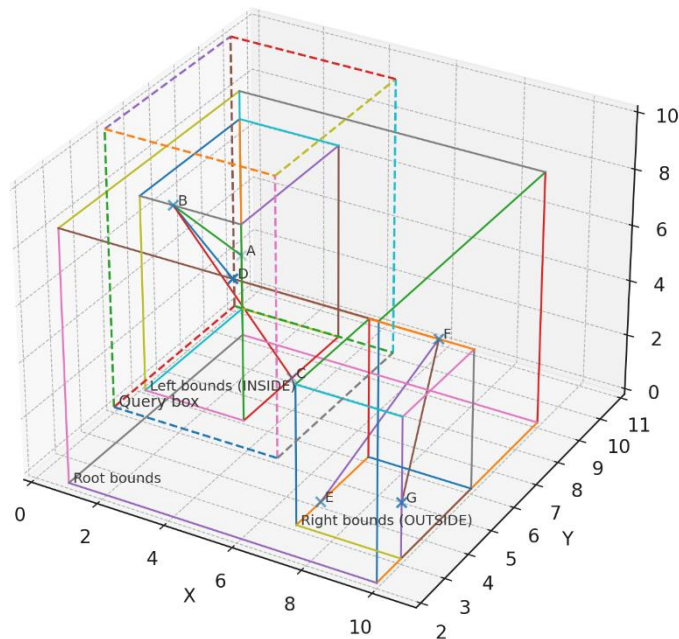 10
8
6
4
2
0
B
A
D
F
C
Left bounds (INSIDE)
Query box
Root bounds
E
G
Right bounds (OUTSIDE)
0
2
4
6
8
10
X
11
10
9
8
7
6
5
4
3
2
Y